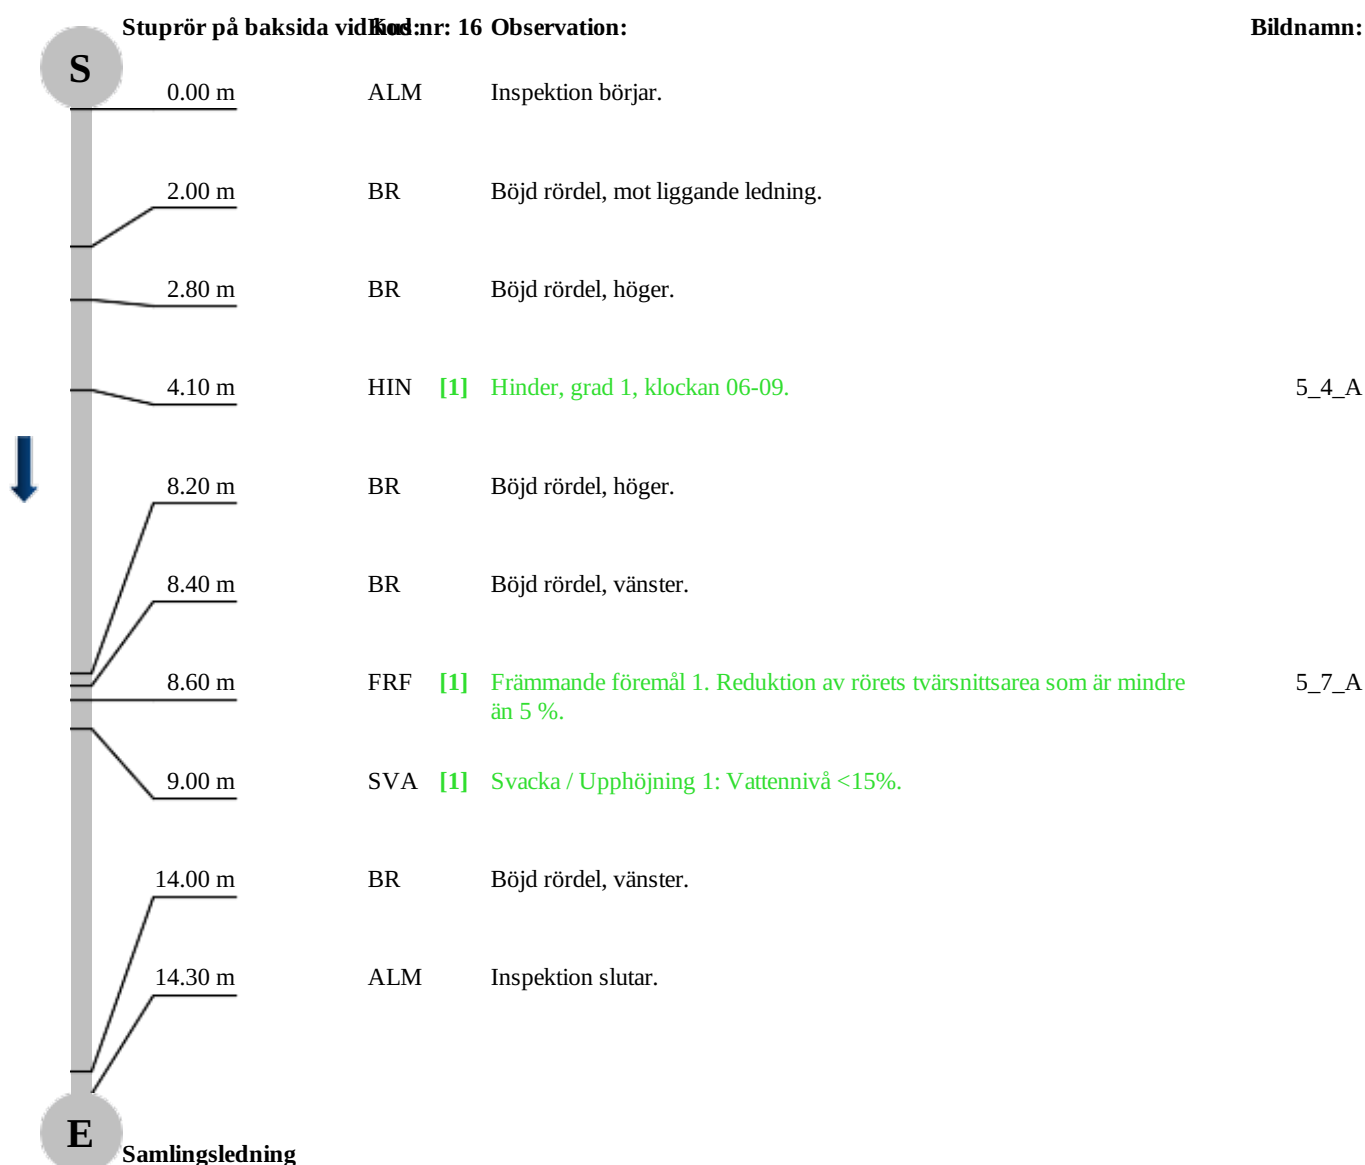 Stuprör på baksida vid hus nr: 16 Kod: Observation: Bildnamn:
S
0.00 m ALM Inspektion börjar.
2.00 m BR Böjd rördel, mot liggande ledning.
2.80 m BR Böjd rördel, höger.
4.10 m HIN [1] Hinder, grad 1, klockan 06-09. 5_4_A
8.20 m BR Böjd rördel, höger.
8.40 m BR Böjd rördel, vänster.
8.60 m FRF [1] Främmande föremål 1. Reduktion av rörets tvärsnittsarea som är mindre 5_7_A
än 5 %.
9.00 m SVA [1] Svacka / Upphöjning 1: Vattennivå <15%.
14.00 m BR Böjd rördel, vänster.
14.30 m ALM Inspektion slutar.
E
Samlingsledning